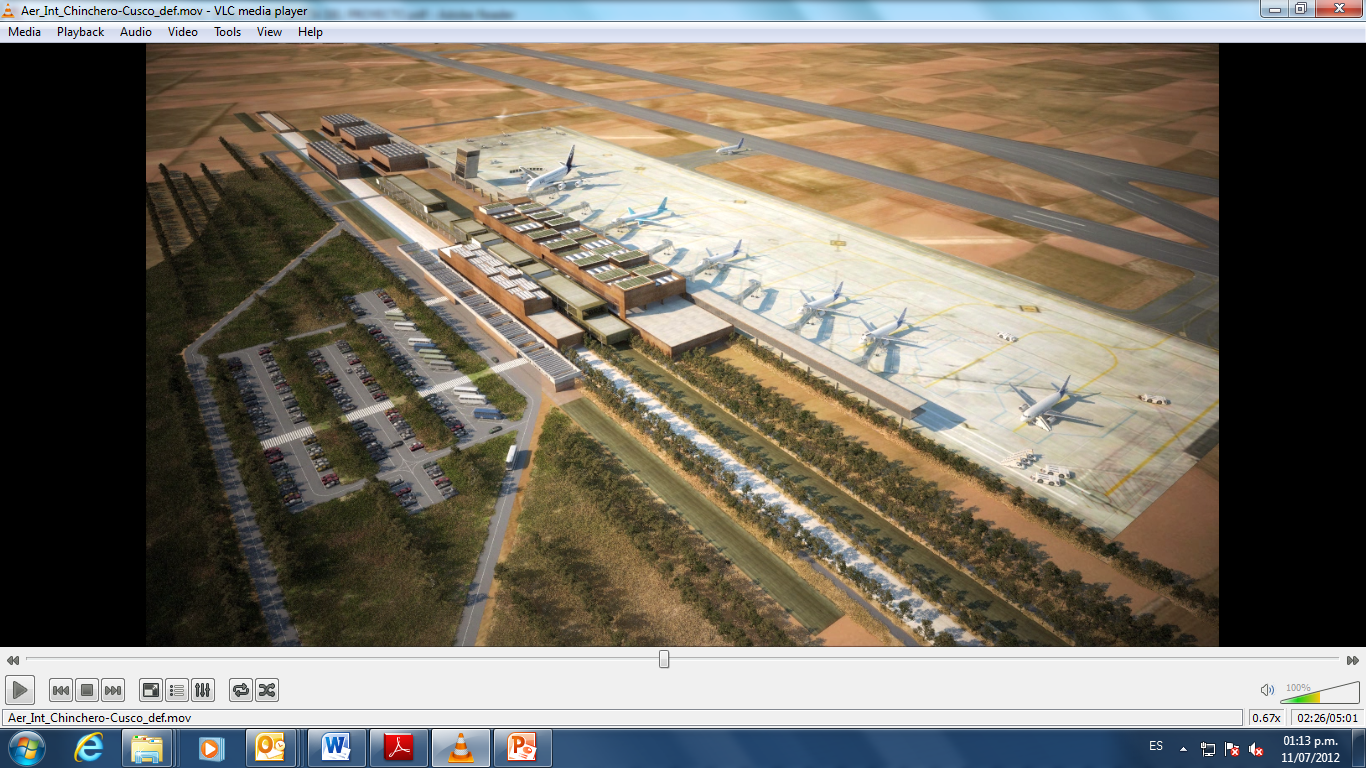 Aer_Int_Chinchero-Cusco_def.mov - VLC media player
Media Playback Audio Video Tools View Help
100%
Aer_Int_Chinchero-Cusco_def.mov
0.67x 02:26/05:01
ES
01:13 p.m.
11/07/2012